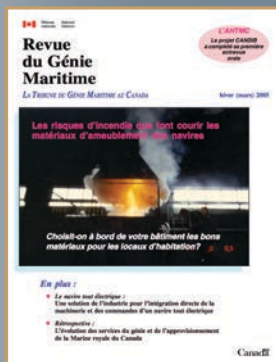 L'AHTMC
Le projet CANDIB
a complété sa première
entrevue
orale
Revue
du Génie
Maritime
LA TRIBUNE DU GÉNIE MARITIME AU CANADA
hiver (mars) 2005
Les risques d'incendie que font courir les
matériaux d'ameublement des navires
Choisit-on à bord de votre bâtiment les bons
matériaux pour les locaux d'habitation?
En plus :
Le navire tout électrique :
Une solution de l'industrie pour l'intégration directe de la
machinerie et des commandes d'un navire tout électrique
Rétrospective :
L'évolution des services du génie et de l'approvisionnement
de la Marine royale du Canada
Canada